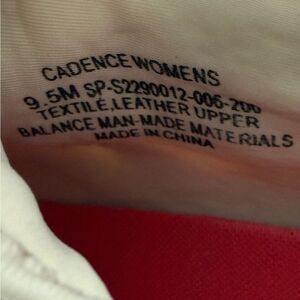 CADENCE WOMENS
9.5M SP-S2290012-006-200
TEXTILE,LEATHER UPPER
BALANCE MAN-MADE MATERIALS
MADE IN CHINA